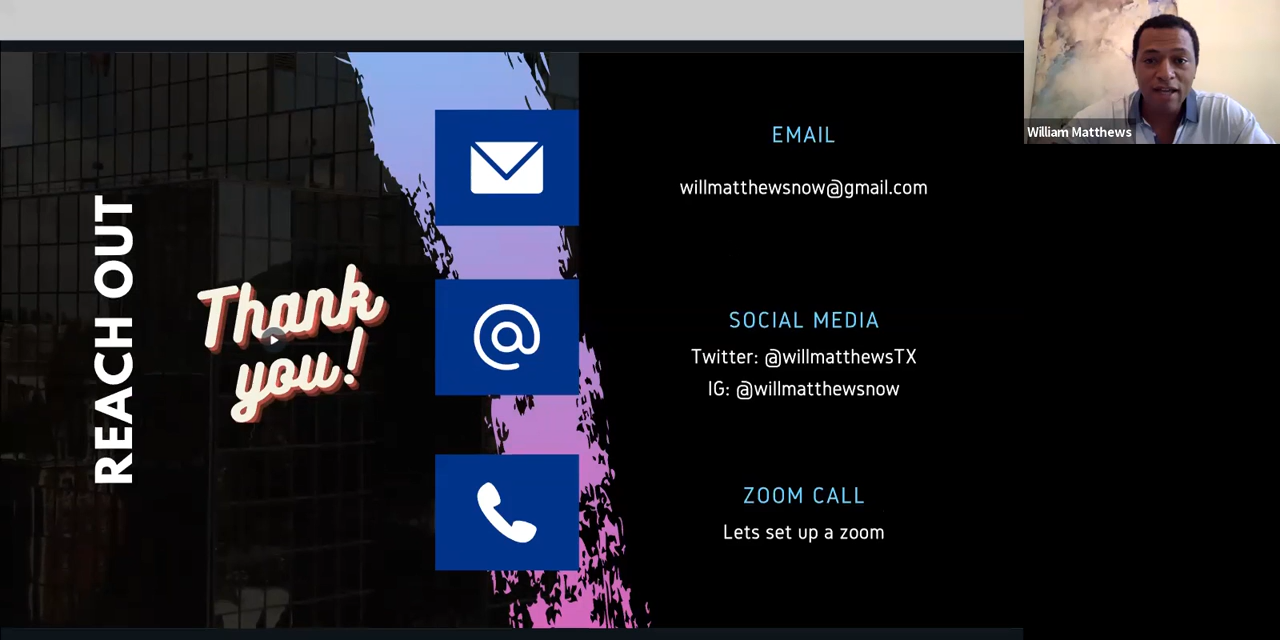 REACH OUT
Thank
you!
EMAIL
willmatthewsnow@gmail.com
SOCIAL MEDIA
Twitter: @willmatthewsTX
IG: @willmatthewsnow
ZOOM CALL
Lets set up a zoom
William Matthews